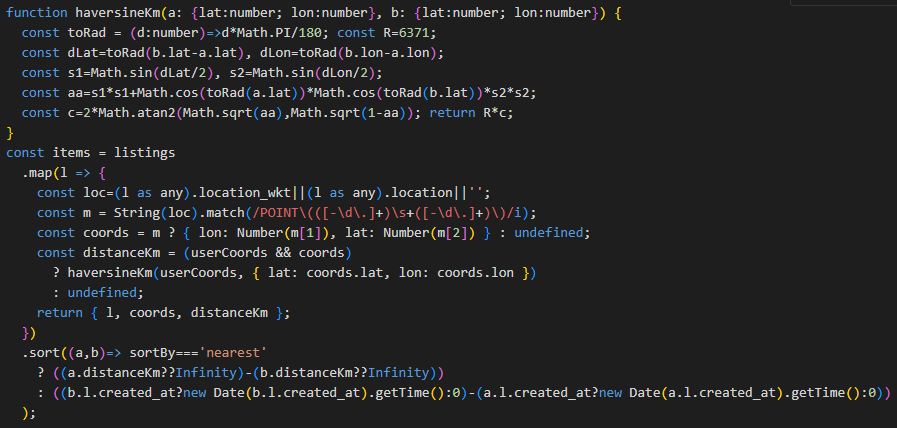 function haversineKm(a: {lat:number; lon:number}, b: {lat:number; lon:number}) {
  const toRad = (d:number)=>d*Math.PI/180; const R=6371;
  const dLat=toRad(b.lat-a.lat), dLon=toRad(b.lon-a.lon);
  const s1=Math.sin(dLat/2), s2=Math.sin(dLon/2);
  const aa=s1*s1+Math.cos(toRad(a.lat))*Math.cos(toRad(b.lat))*s2*s2;
  const c=2*Math.atan2(Math.sqrt(aa),Math.sqrt(1-aa)); return R*c;
}
const items = listings
  .map(l => {
    const loc=(l as any).location_wkt||(l as any).location||'';
    const m = String(loc).match(/POINT\(([-\d\.]+)\s+([-\d\.]+)\)/i);
    const coords = m ? { lon: Number(m[1]), lat: Number(m[2]) } : undefined;
    const distanceKm = (userCoords && coords)
      ? haversineKm(userCoords, { lat: coords.lat, lon: coords.lon })
      : undefined;
    return { l, coords, distanceKm };
  })
  .sort((a,b)=> sortBy==='nearest'
    ? ((a.distanceKm??Infinity)-(b.distanceKm??Infinity))
    : ((b.l.created_at?new Date(b.l.created_at).getTime():0)-(a.l.created_at?new Date(a.l.created_at).getTime():0))
  );